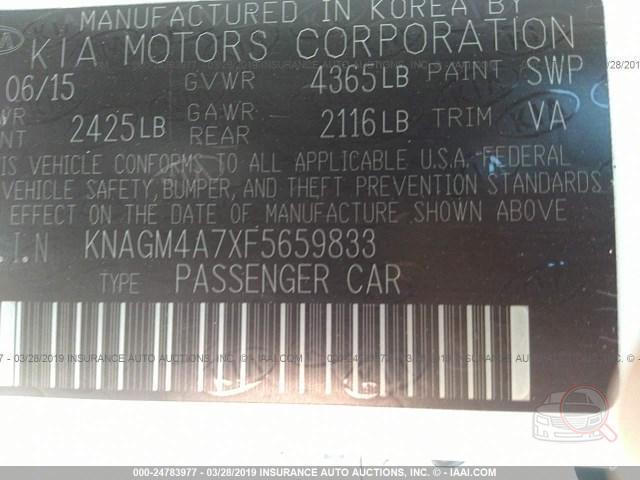 MANUFACTURED IN KOREA BY
KIA MOTORS CORPORATION
06/15 GVWR 4365LB PAINT SWP
WR GAWR
NT 2425LB REAR 2116LB TRIM VA
IS VEHICLE CONFORMS TO ALL APPLICABLE U.S.A. FEDERAL
VEHICLE SAFETY, BUMPER, AND THEFT PREVENTION STANDARDS
EFFECT ON THE DATE OF MANUFACTURE SHOWN ABOVE
.I.N KNAGM4A7XF5659833
TYPE PASSENGER CAR
000-24783977 - 03/28/2019 INSURANCE AUTO AUCTIONS, INC. - IAAI.COM